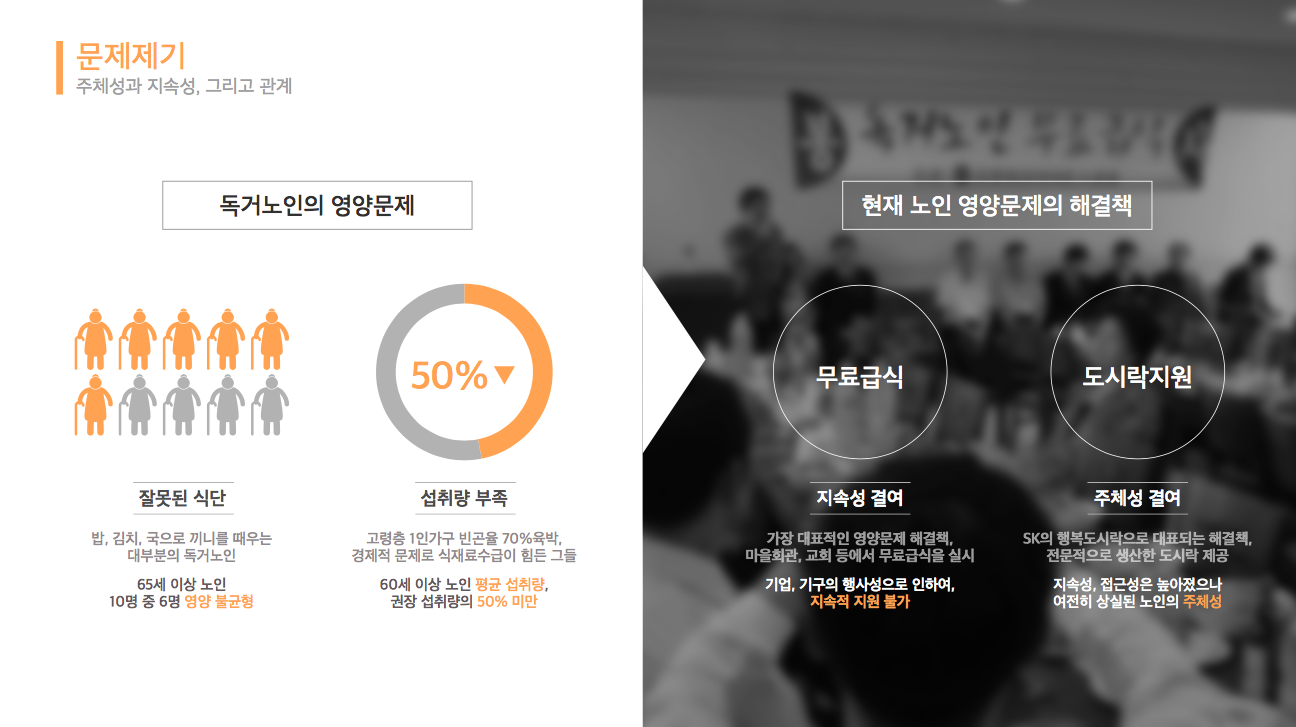 문제제기
주체성과 지속성, 그리고 관계
독거노인의 영양문제
50%▼
잘못된 식단
밥, 김치, 국으로 끼니를 때우는
대부분의 독거노인
65세 이상 노인
10명 중 6명 영양 불균형
섭취량 부족
고령층 1인가구 빈곤율 70%육박,
경제적 문제로 식재료수급이 힘든 그들
60세 이상 노인 평균 섭취량,
권장 섭취량의 50% 미만
독거노인 무료급식
현재 노인 영양문제의 해결책
무료급식
지속성 결여
가장 대표적인 영양문제 해결책,
마을회관, 교회 등에서 무료급식을 실시
기업, 기구의 행사성으로 인하여,
지속적 지원 불가
도시락지원
주체성 결여
SK의 행복도시락으로 대표되는 해결책,
전문적으로 생산한 도시락 제공
지속성, 접근성은 높아졌으나
여전히 상실된 노인의 주체성